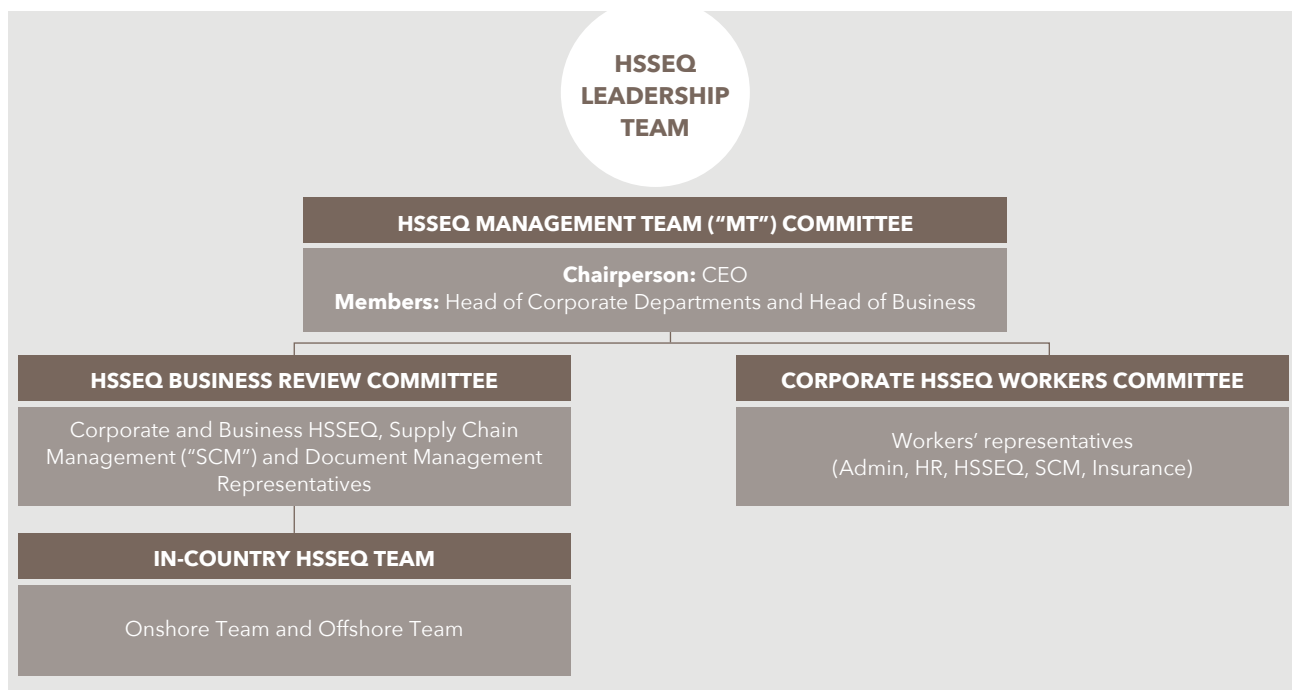 HSSEQ
LEADERSHIP
TEAM
HSSEQ MANAGEMENT TEAM (“MT”) COMMITTEE
Chairperson: CEO
Members: Head of Corporate Departments and Head of Business
HSSEQ BUSINESS REVIEW COMMITTEE
Corporate and Business HSSEQ, Supply Chain
Management (“SCM”) and Document Management
Representatives
CORPORATE HSSEQ WORKERS COMMITTEE
Workers’ representatives
(Admin, HR, HSSEQ, SCM, Insurance)
IN-COUNTRY HSSEQ TEAM
Onshore Team and Offshore Team